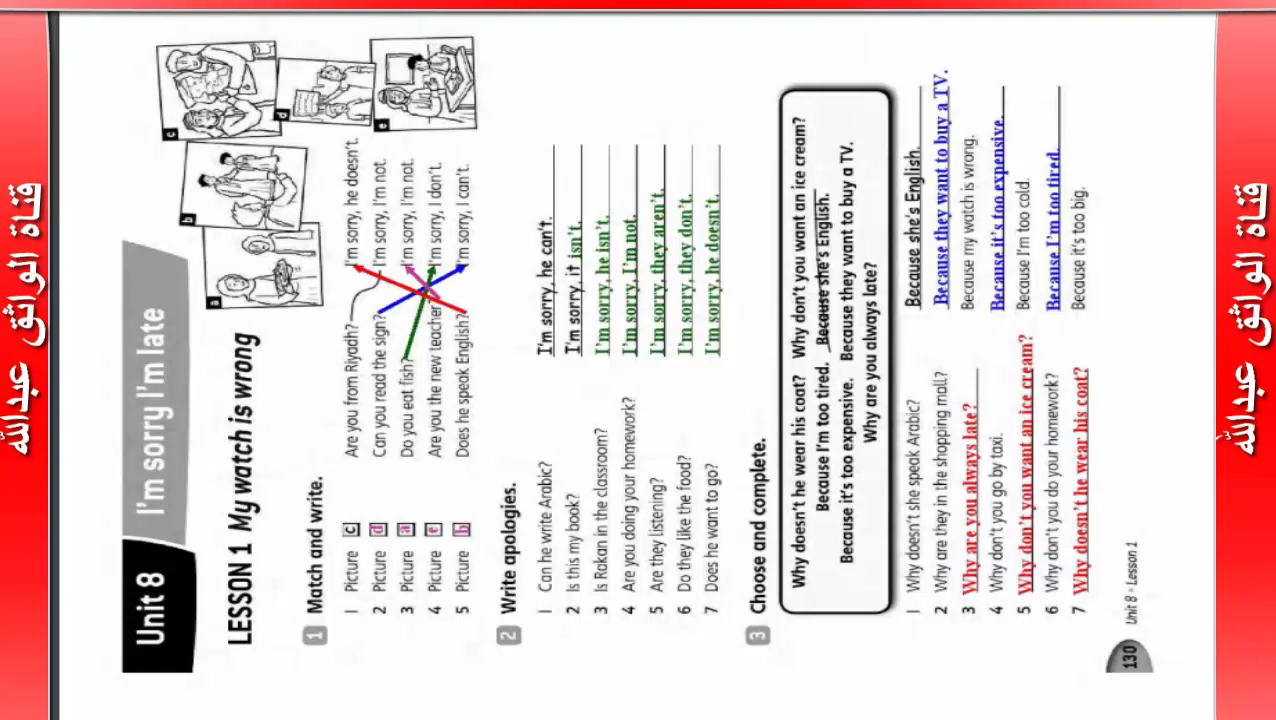 قناة الواثق عبدالله
Unit 8 I'm sorry I'm late
LESSON 1 My watch is wrong
1 Match and write.
1 Picture c Are you from Riyadh? I'm sorry, he doesn't.
2 Picture d Can you read the sign? I'm sorry, I'm not.
3 Picture a Do you eat fish? I'm sorry, I'm not.
4 Picture e Are you the new teacher I'm sorry, I don't.
5 Picture b Does he speak English? I'm sorry, I can't.
a
b
c
d
e
2 Write apologies.
1 Can he write Arabic? I'm sorry, he can't.
2 Is this my book? I'm sorry, it isn't.
3 Is Rakan in the classroom? I'm sorry, he isn't.
4 Are you doing your homework? I'm sorry, I'm not.
5 Are they listening? I'm sorry, they aren't.
6 Do they like the food? I'm sorry, they don't.
7 Does he want to go? I'm sorry, he doesn't.
3 Choose and complete.
Why doesn't he wear his coat? Why don't you want an ice cream?
Because I'm too tired. Because she's English.
Because it's too expensive. Because they want to buy a TV.
Why are you always late?
1 Why doesn't she speak Arabic? Because she's English.
2 Why are they in the shopping mall? Because they want to buy a TV.
3 Why are you always late? Because my watch is wrong.
4 Why don't you go by taxi. Because it's too expensive.
5 Why don't you want an ice cream? Because I'm too cold.
6 Why don't you do your homework? Because I'm too tired.
7 Why doesn't he wear his coat? Because it's too big.
130 Unit 8 • Lesson 1
قناة الواثق عبدالله